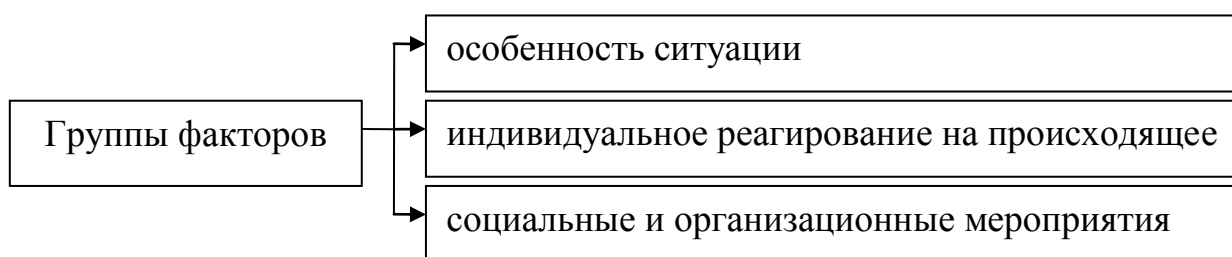 особенность ситуации
Группы факторов
индивидуальное реагирование на происходящее
социальные и организационные мероприятия